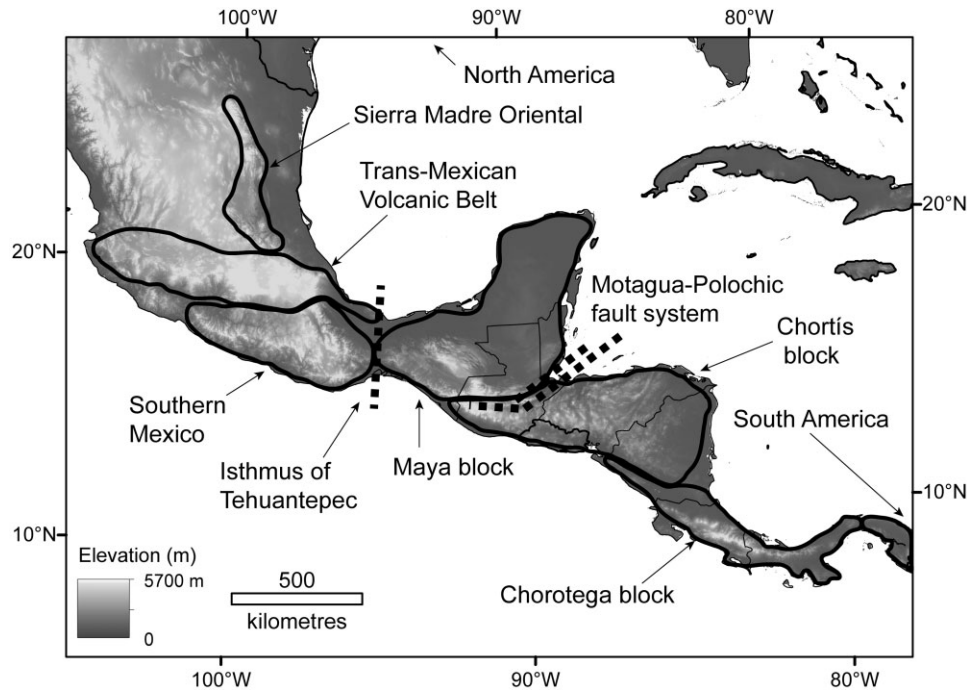 100°W
90°W
80°W
North America
Sierra Madre Oriental
Trans-Mexican
Volcanic Belt
20°N
20°N
Motagua-Polochic
fault system
Chortís
block
South America
Southern
Mexico
Maya block
Isthmus of
Tehuantepec
10°N
10°N
Elevation (m)
5700 m
0
500
kilometres
Chorotega block
100°W
90°W
80°W